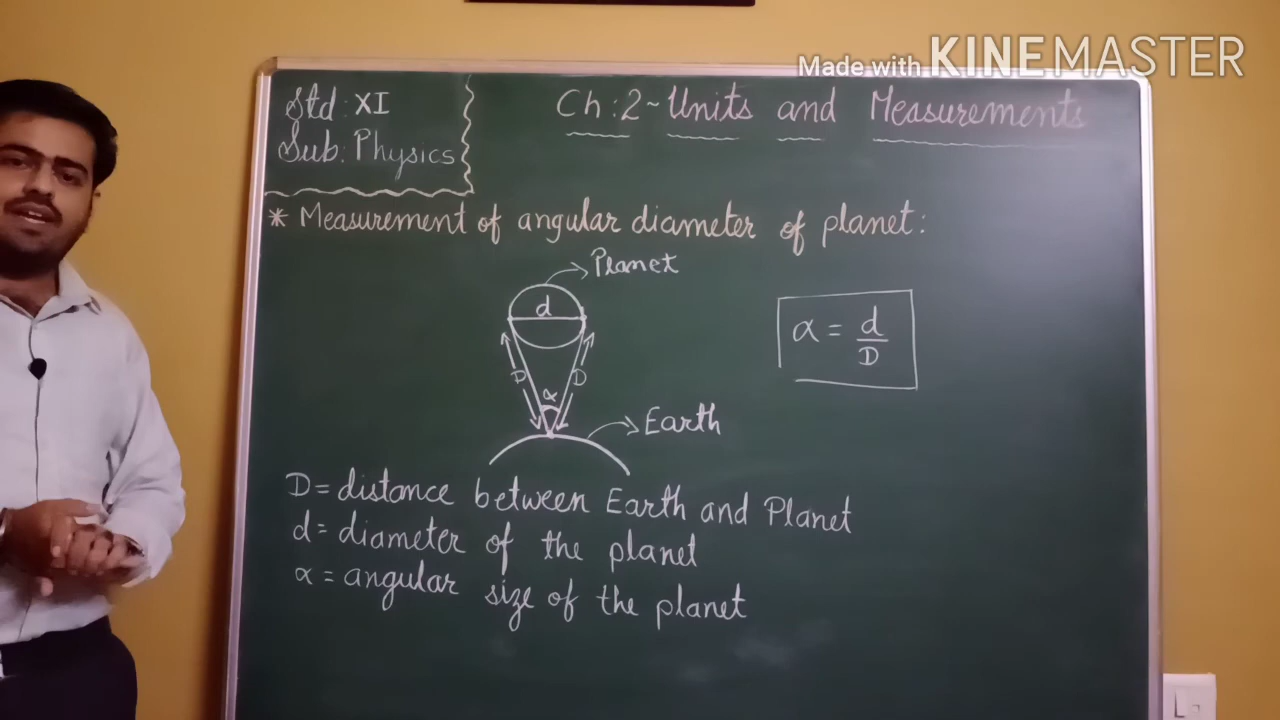 Made with KINEMASTER
Std: XI
Sub: Physics
Ch: 2 ~ Units and Measurements
* Measurement of angular diameter of planet:
Planet
d
D D
α
Earth
α = d/D
D = distance between Earth and Planet
d = diameter of the planet
α = angular size of the planet